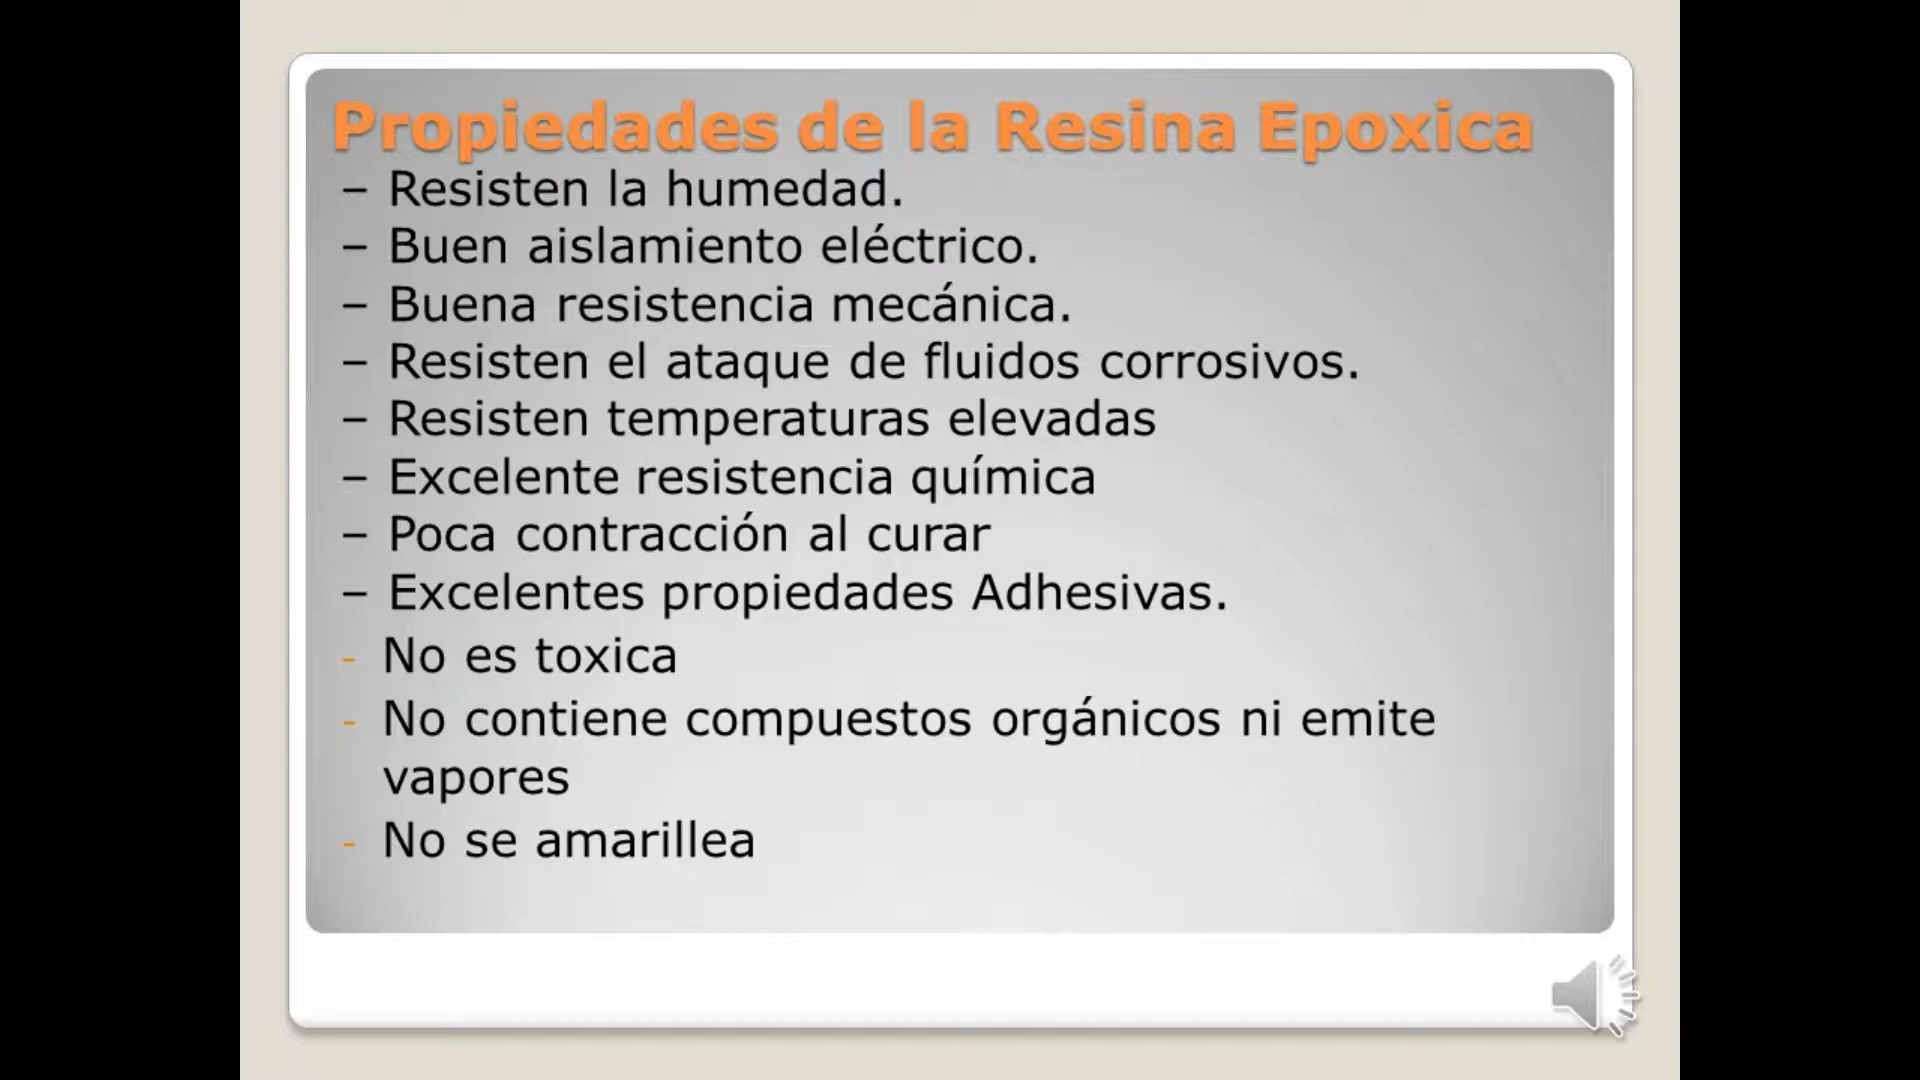 Propiedades de la Resina Epoxica
– Resisten la humedad.
– Buen aislamiento eléctrico.
– Buena resistencia mecánica.
– Resisten el ataque de fluidos corrosivos.
– Resisten temperaturas elevadas
– Excelente resistencia química
– Poca contracción al curar
– Excelentes propiedades Adhesivas.
- No es toxica
- No contiene compuestos orgánicos ni emite
vapores
- No se amarillea